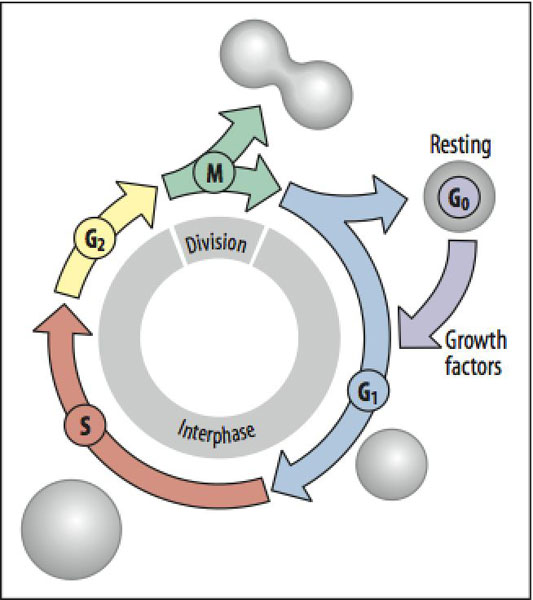 Resting
M
G₀
G₂
Division
Growth
factors
G₁
S
Interphase